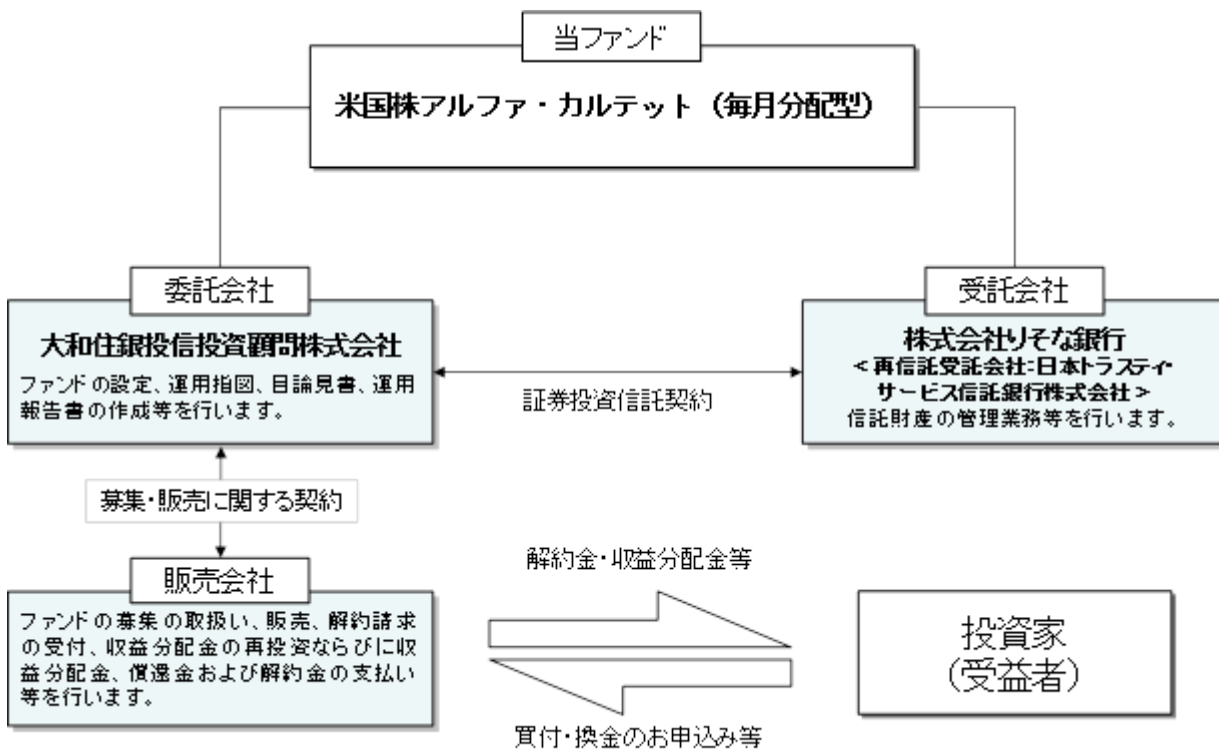 当ファンド
米国株アルファ・カルテット（毎月分配型）
委託会社
大和住銀投信投資顧問株式会社
ファンドの設定、運用指図、目論見書、運用
報告書の作成等を行います。
証券投資信託契約
受託会社
株式会社りそな銀行
＜再信託受託会社：日本トラスティ・
サービス信託銀行株式会社＞
信託財産の管理業務等を行います。
募集・販売に関する契約
販売会社
ファンドの募集の取扱い、販売、解約請求
の受付、収益分配金の再投資ならびに収
益分配金、償還金および解約金の支払い
等を行います。
解約金・収益分配金等
買付・換金のお申込み等
投資家
（受益者）